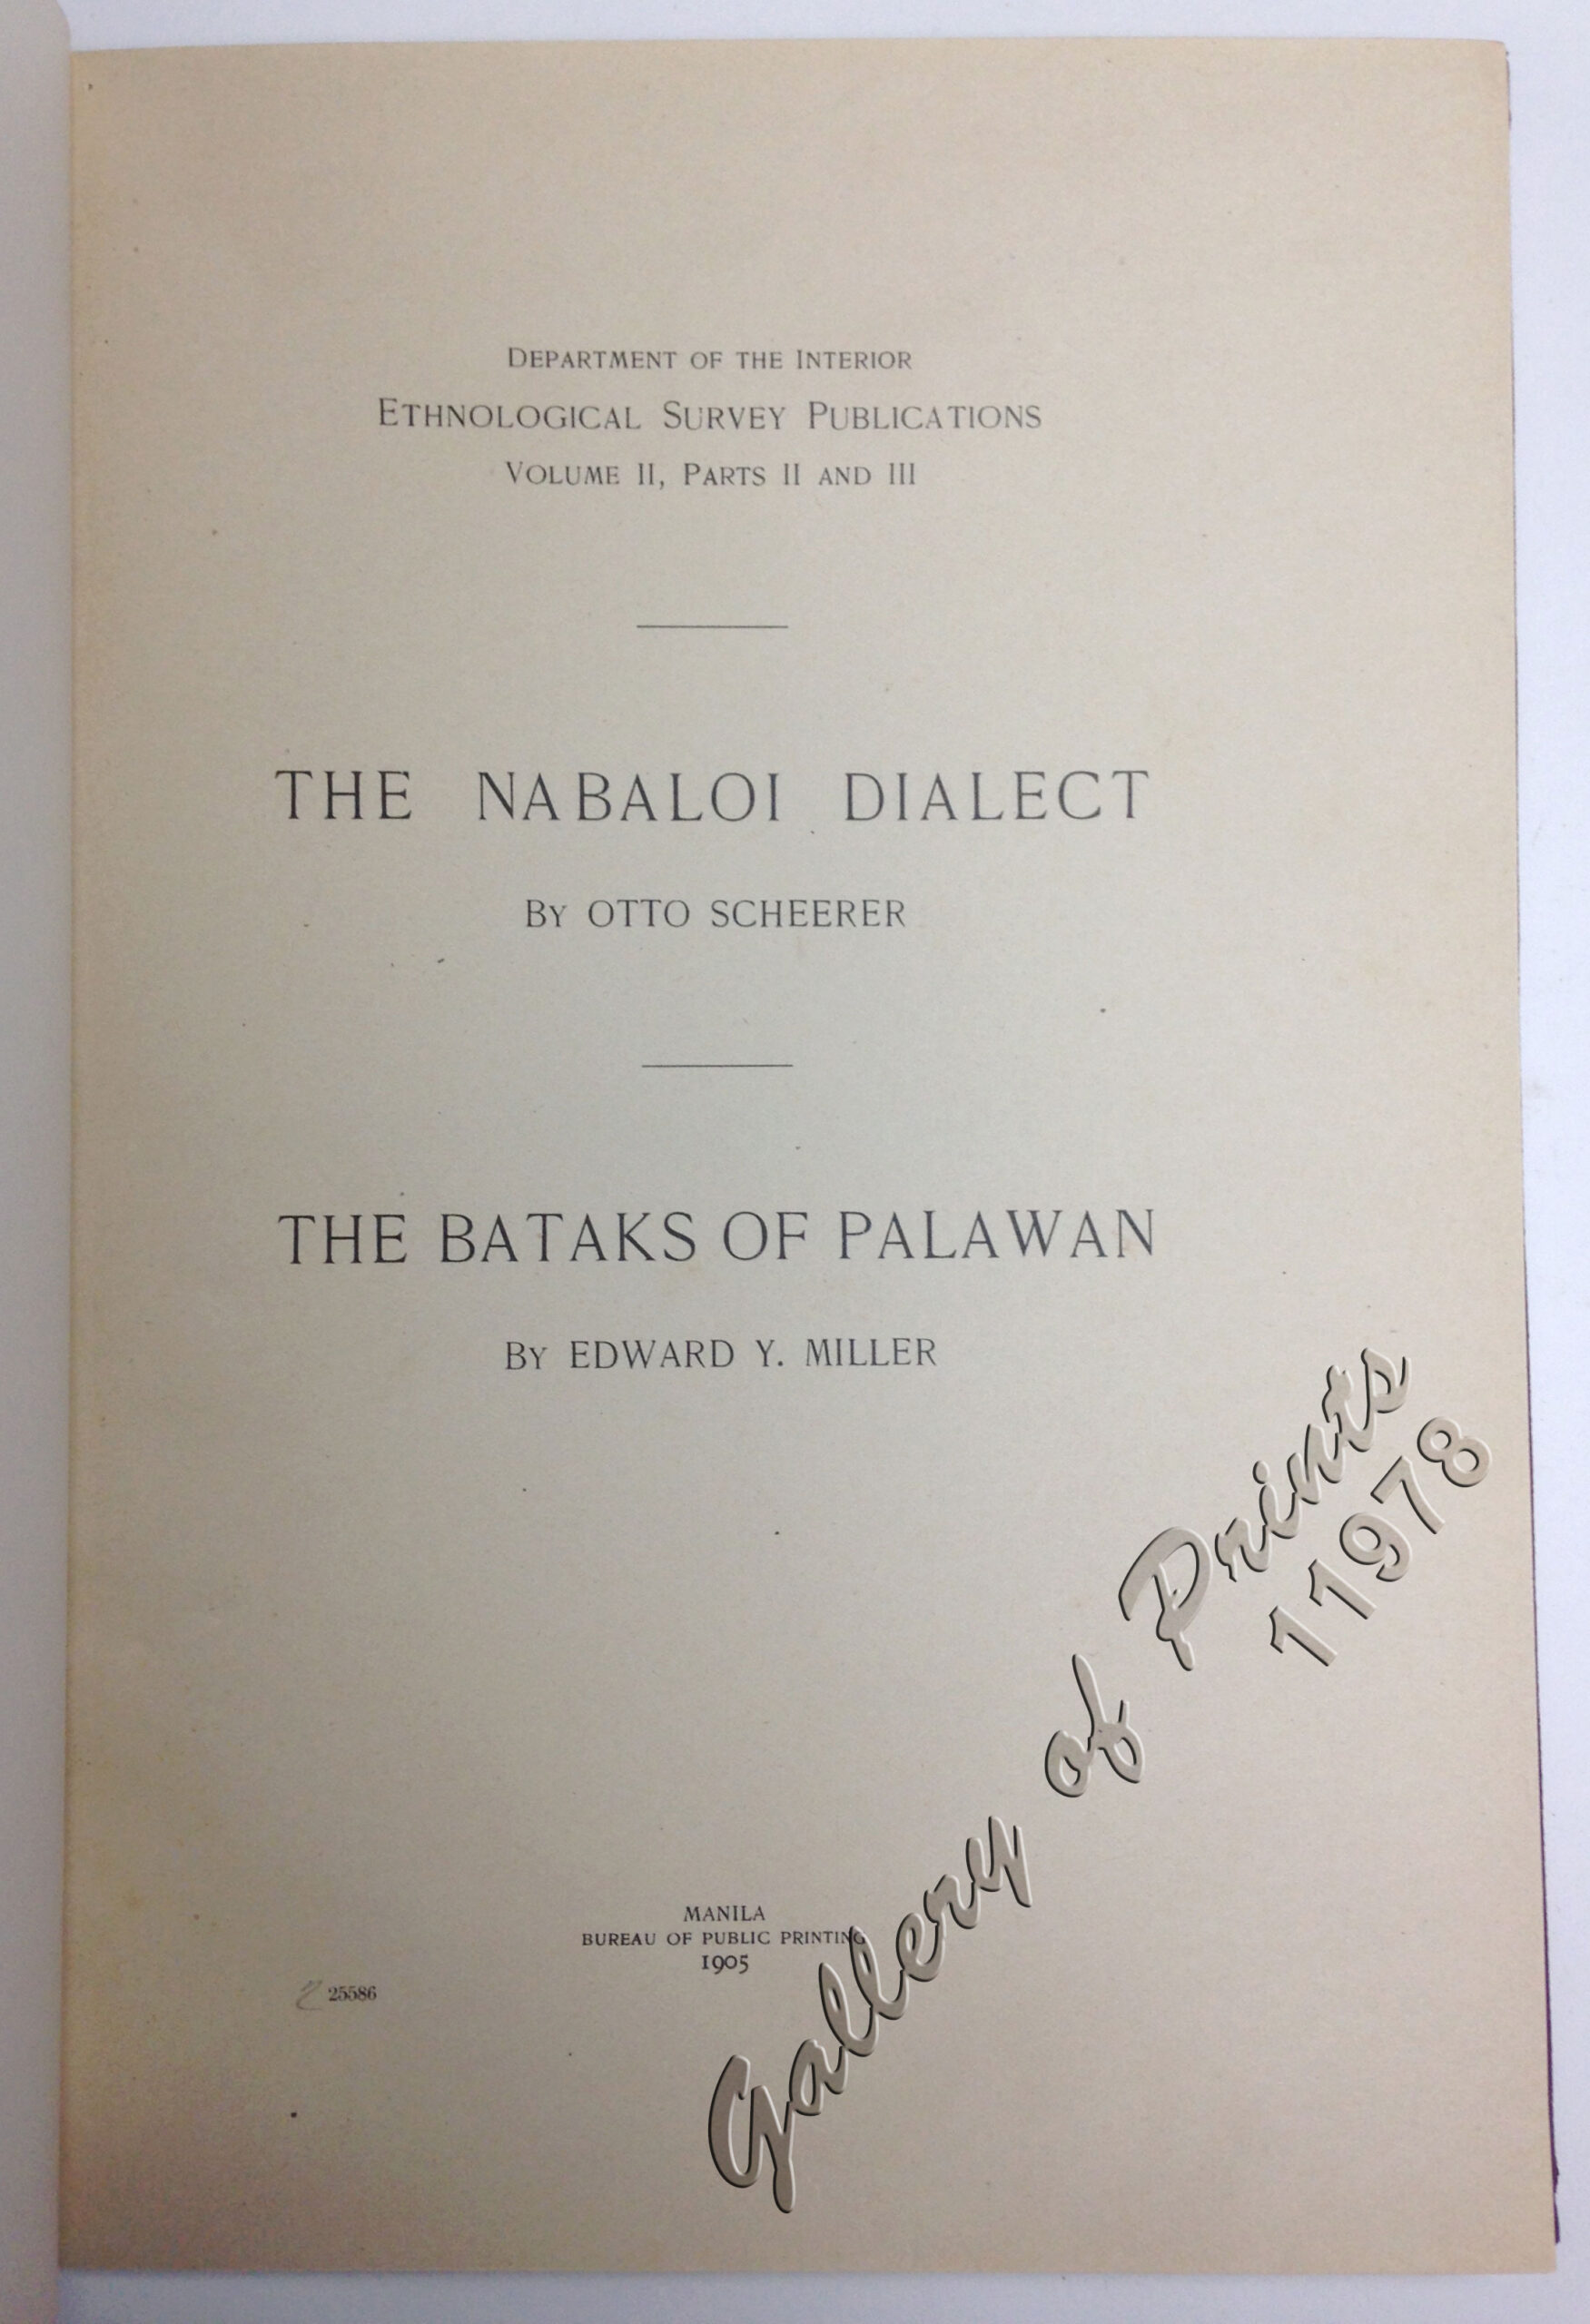 DEPARTMENT OF THE INTERIOR
ETHNOLOGICAL SURVEY PUBLICATIONS
VOLUME II, PARTS II AND III
THE NABALOI DIALECT
BY OTTO SCHEERER
THE BATAKS OF PALAWAN
BY EDWARD Y. MILLER
MANILA
BUREAU OF PUBLIC PRINTING
1905
25586
Gallery of Prints
11978